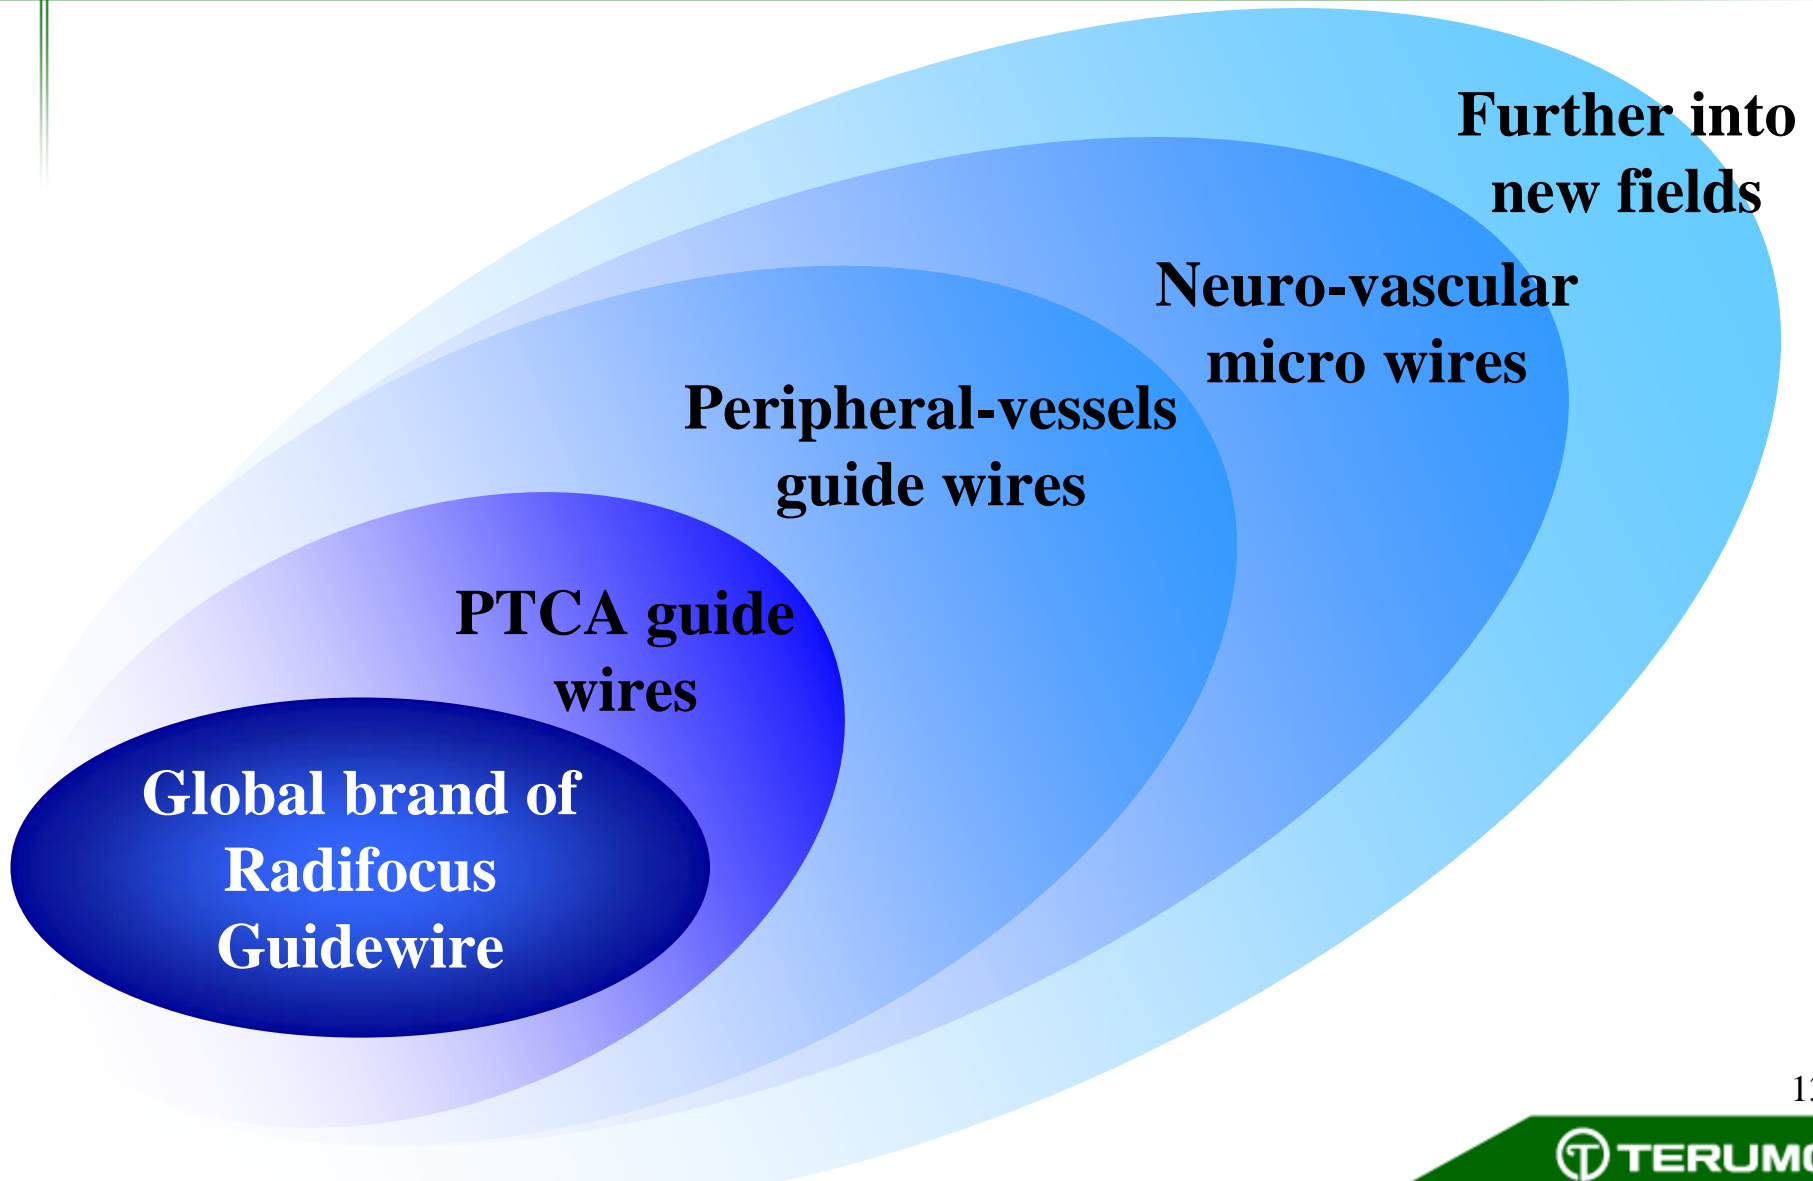 Further into
new fields
Neuro-vascular
micro wires
Peripheral-vessels
guide wires
PTCA guide
wires
Global brand of
Radifocus
Guidewire